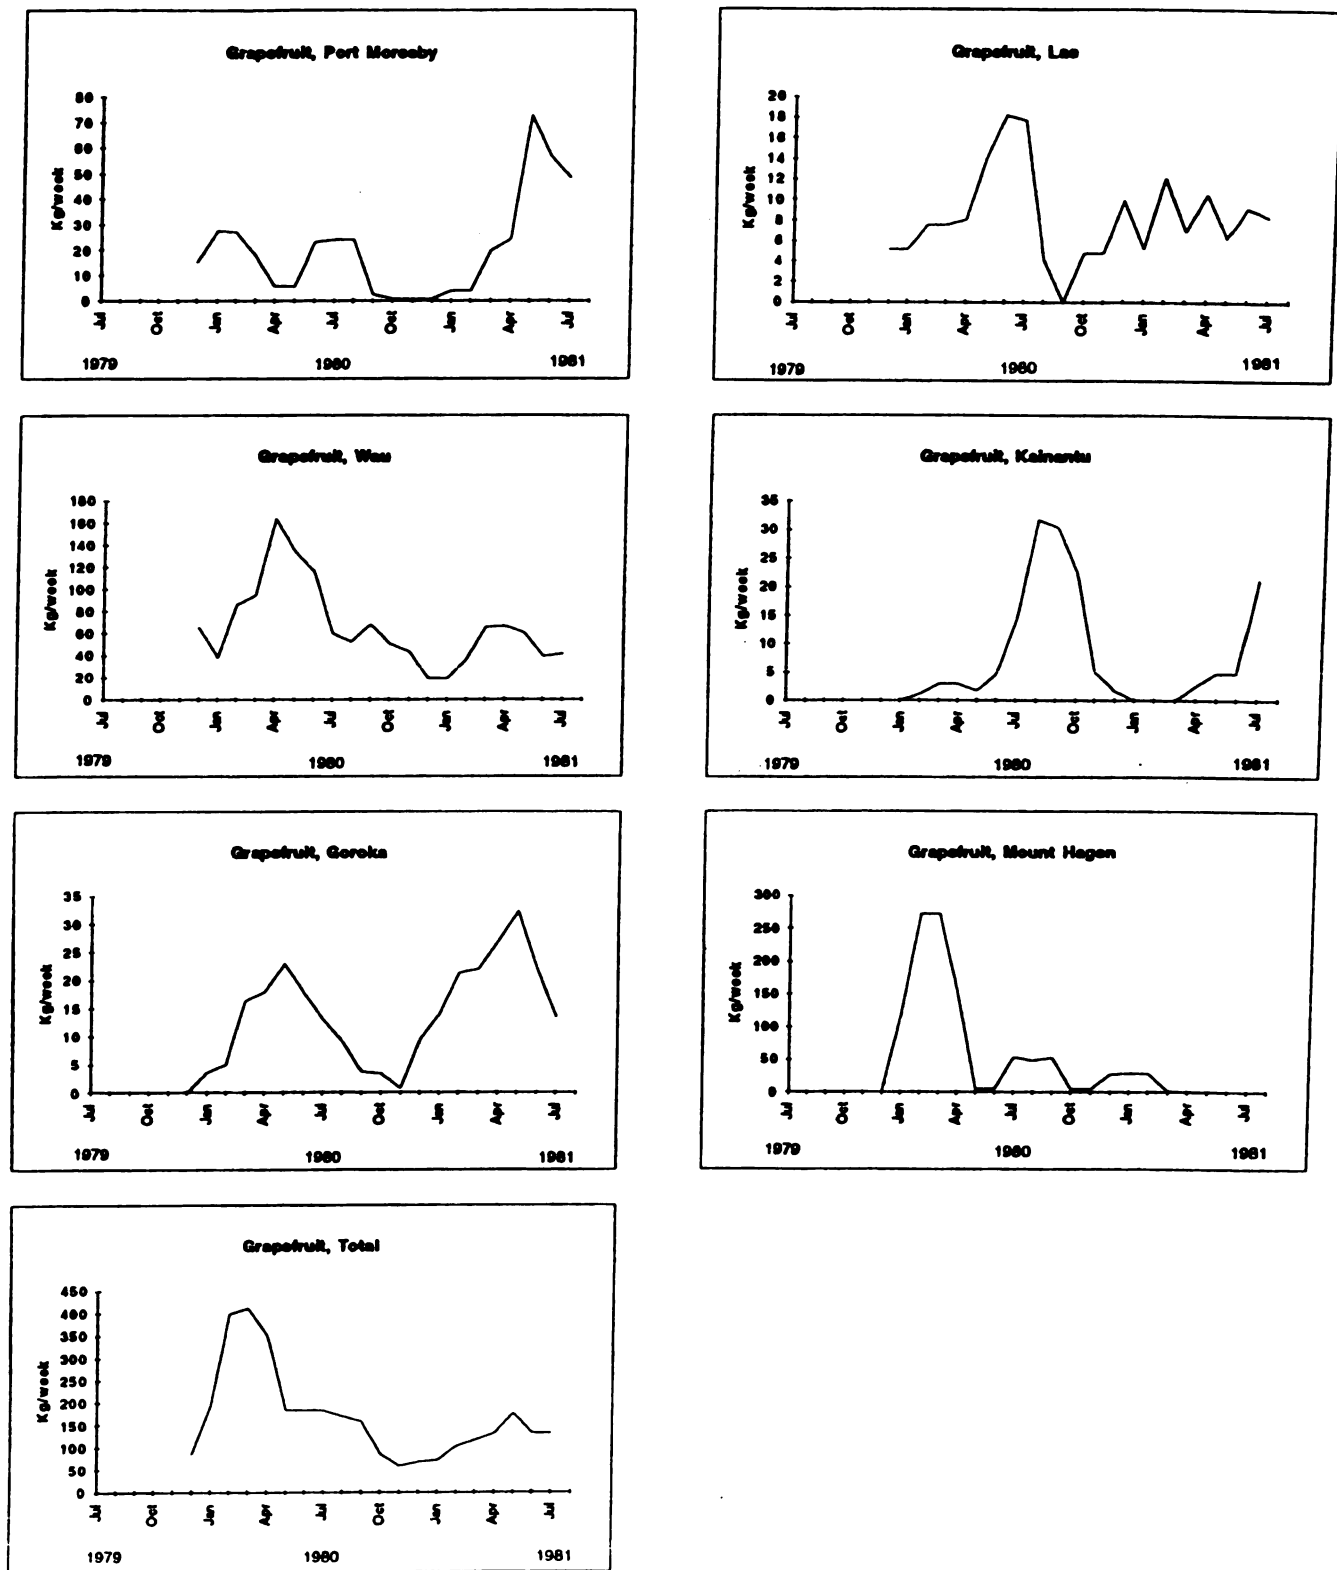 Grapefruit, Port Moresby
80
70
60
50
40
30
20
10
0
Kg/week
Jul Oct Jan Apr Jul Oct Jan Apr Jul
1979 1980 1981
Grapefruit, Lae
20
18
16
14
12
10
8
6
4
2
0
Kg/week
Jul Oct Jan Apr Jul Oct Jan Apr Jul
1979 1980 1981
Grapefruit, Wau
180
160
140
120
100
80
60
40
20
0
Kg/week
Jul Oct Jan Apr Jul Oct Jan Apr Jul
1979 1980 1981
Grapefruit, Kainantu
35
30
25
20
15
10
5
0
Kg/week
Jul Oct Jan Apr Jul Oct Jan Apr Jul
1979 1980 1981
Grapefruit, Goroka
35
30
25
20
15
10
5
0
Kg/week
Jul Oct Jan Apr Jul Oct Jan Apr Jul
1979 1980 1981
Grapefruit, Mount Hagen
300
250
200
150
100
50
0
Kg/week
Jul Oct Jan Apr Jul Oct Jan Apr Jul
1979 1980 1981
Grapefruit, Total
450
400
350
300
250
200
150
100
50
0
Kg/week
Jul Oct Jan Apr Jul Oct Jan Apr Jul
1979 1980 1981